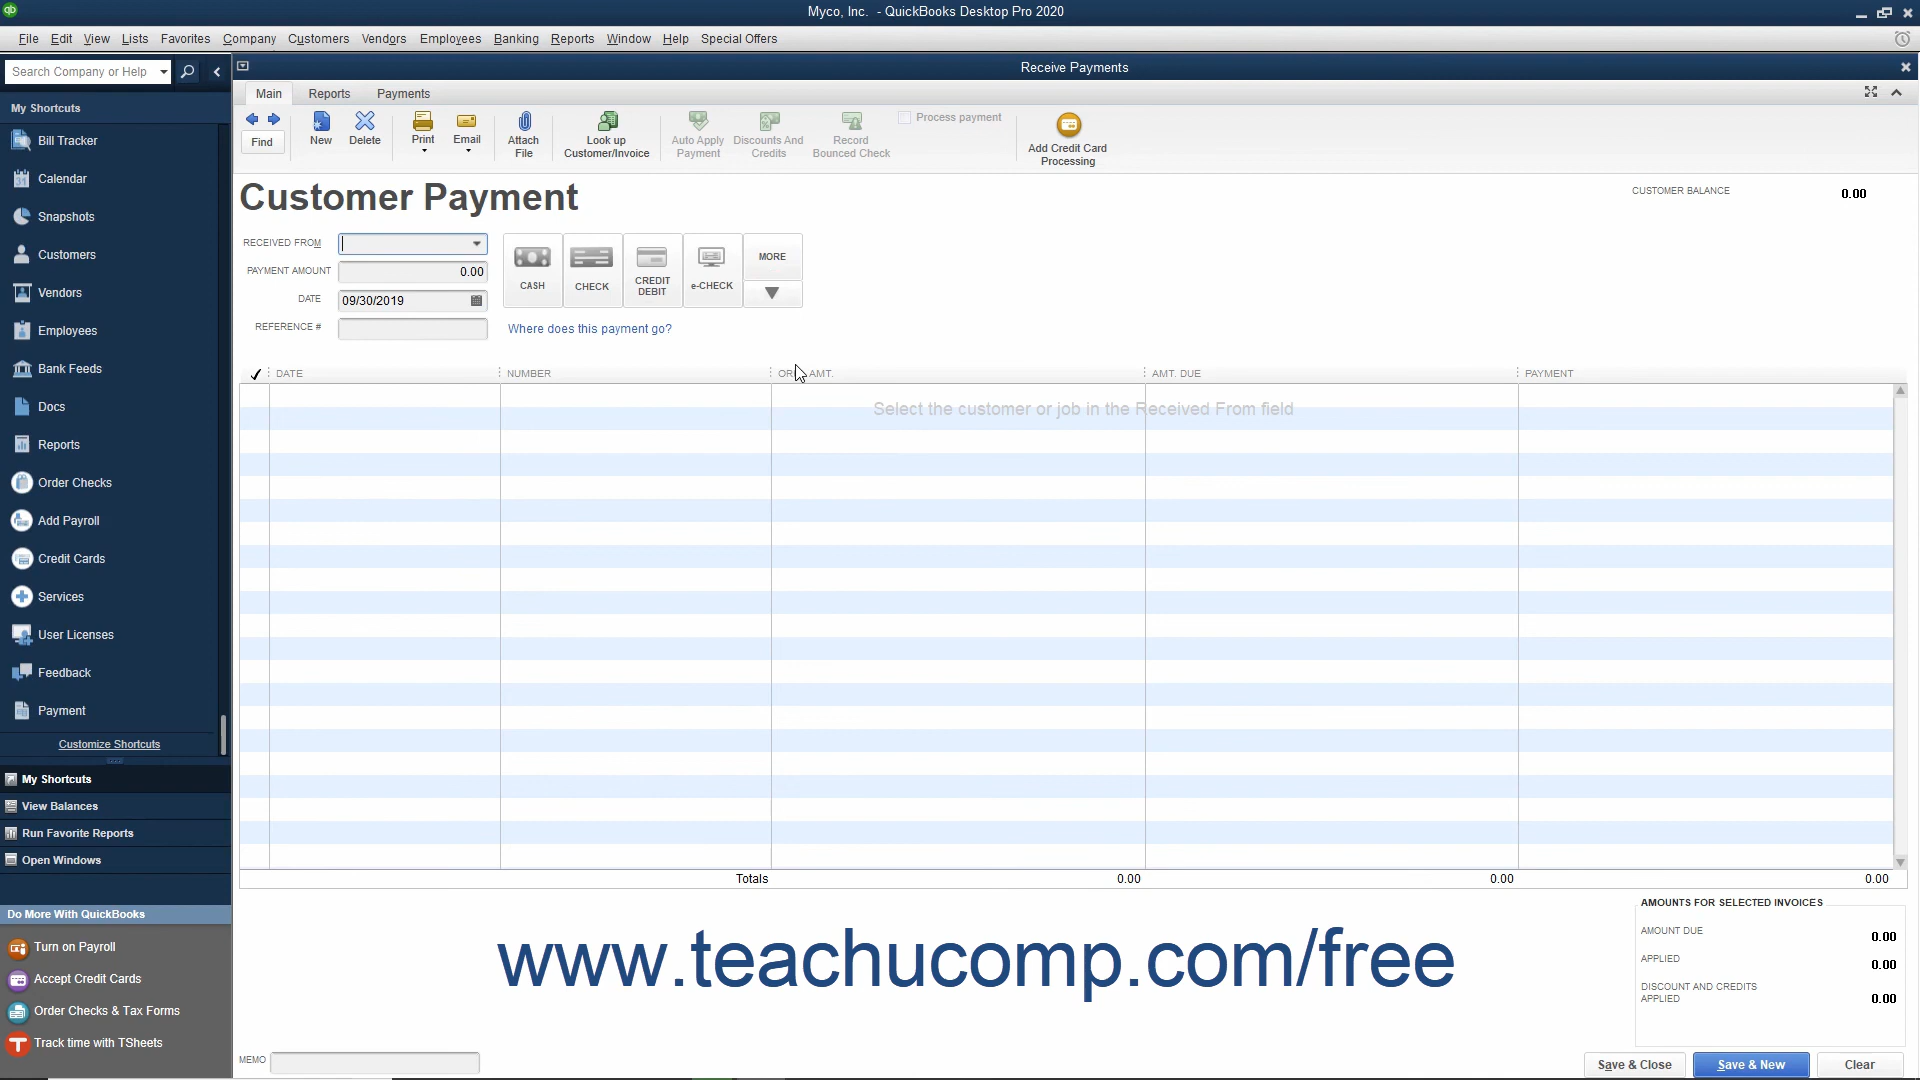 Myco, Inc. - QuickBooks Desktop Pro 2020
File Edit View Lists Favorites Company Customers Vendors Employees Banking Reports Window Help Special Offers
Search Company or Help
Receive Payments
My Shortcuts
Main Reports Payments
Find
New
Delete
Print
Email
Attach File
Look up Customer/Invoice
Auto Apply Payment
Discounts And Credits
Record Bounced Check
Process payment
Add Credit Card Processing
Bill Tracker
Calendar
Snapshots
Customers
Vendors
Employees
Bank Feeds
Docs
Reports
Order Checks
Add Payroll
Credit Cards
Services
User Licenses
Feedback
Payment
Customize Shortcuts
My Shortcuts
View Balances
Run Favorite Reports
Open Windows
Do More With QuickBooks
Turn on Payroll
Accept Credit Cards
Order Checks & Tax Forms
Track time with TSheets
Customer Payment
CUSTOMER BALANCE 0.00
RECEIVED FROM
PAYMENT AMOUNT 0.00
DATE 09/30/2019
REFERENCE #
CASH
CHECK
CREDIT DEBIT
e-CHECK
MORE
Where does this payment go?
DATE NUMBER AMT. AMT. DUE PAYMENT
Select the customer or job in the Received From field
Totals 0.00 0.00 0.00
www.teachucomp.com/free
AMOUNTS FOR SELECTED INVOICES
AMOUNT DUE 0.00
APPLIED 0.00
DISCOUNT AND CREDITS APPLIED 0.00
MEMO
Save & Close Save & New Clear